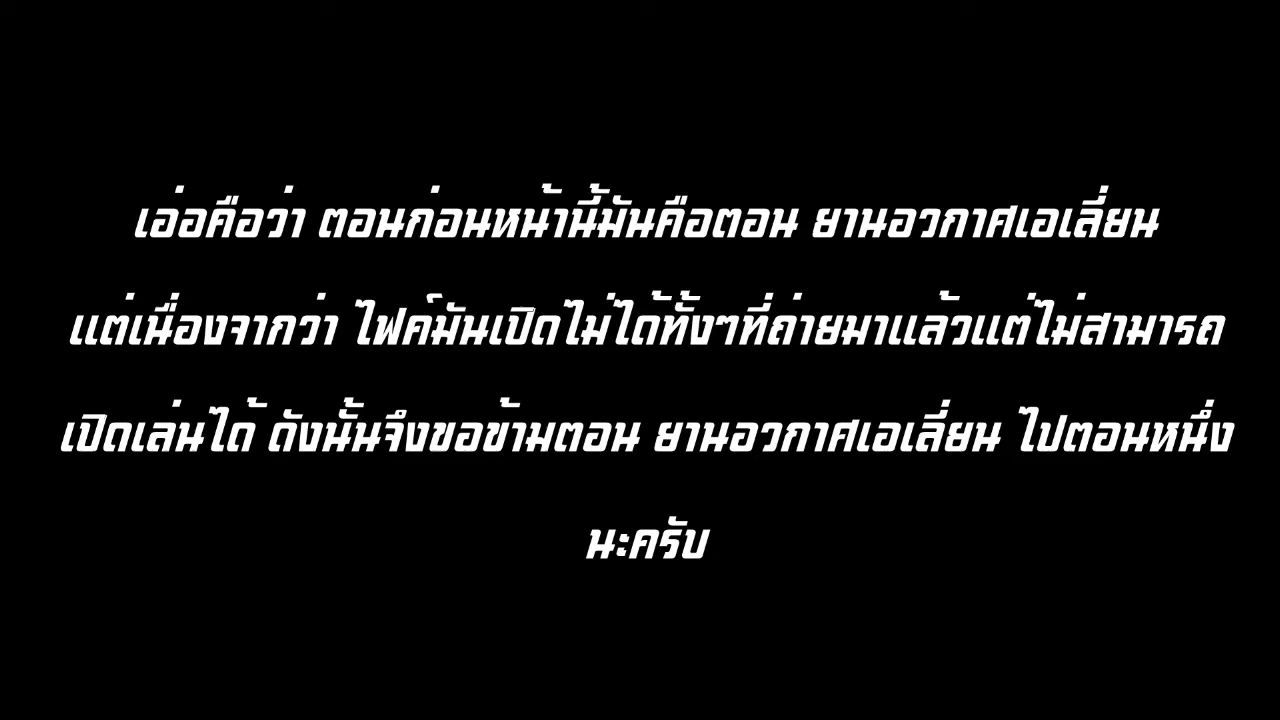 เอ่อคือว่า ตอนก่อนหน้านี้มันคือตอน ยานอวกาศเอเลี่ยน
แต่เนื่องจากว่า ไฟค์มันเปิดไม่ได้ทั้งๆที่ถ่ายมาแล้วแต่ไม่สามารถ
เปิดเล่นได้ ดังนั้นจึงขอข้ามตอน ยานอวกาศเอเลี่ยน ไปตอนหนึ่ง
นะครับ